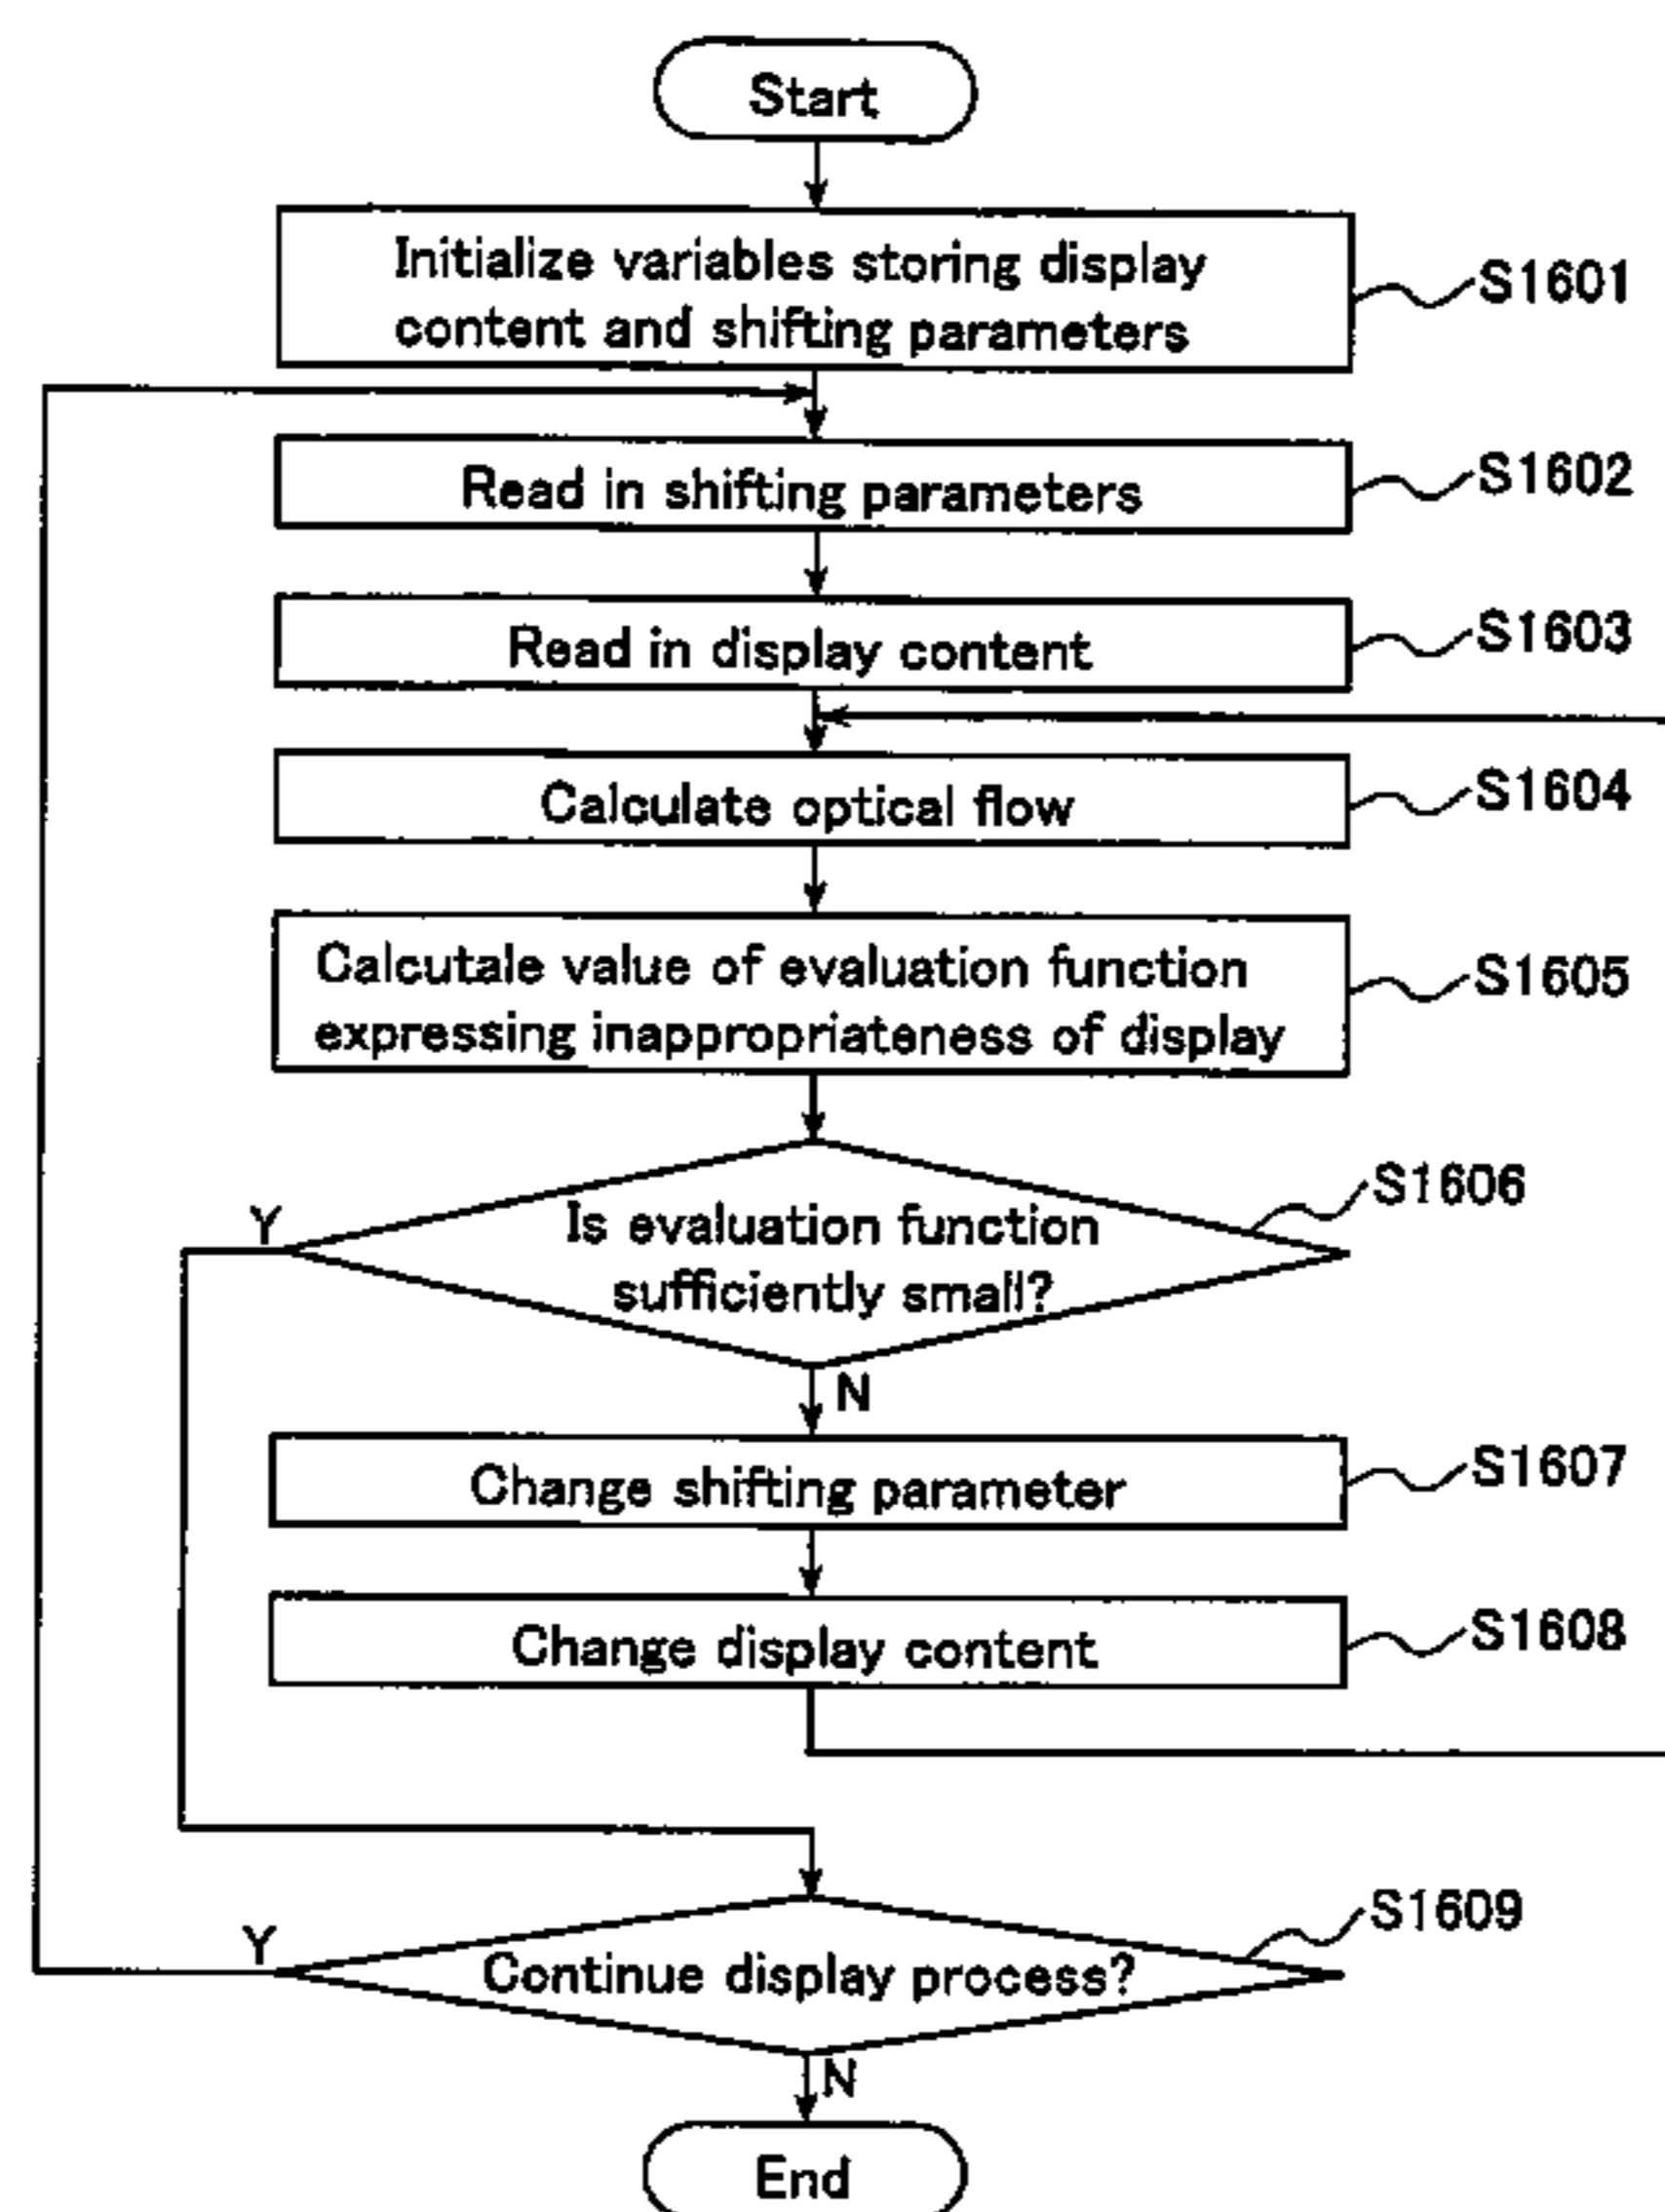 Start
Initialize variables storing display
content and shifting parameters
S1601
Read in shifting parameters
S1602
Read in display content
S1603
Calculate optical flow
S1604
Calcutale value of evaluation function
expressing inappropriateness of display
S1605
Is evaluation function
sufficiently small?
S1606
Y
N
Change shifting parameter
S1607
Change display content
S1608
Continue display process?
S1609
Y
N
End